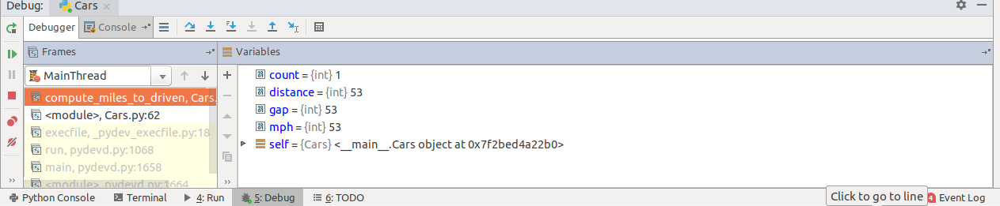 Debug: Cars
Debugger Console
Frames Variables
MainThread
compute_miles_to_driven, Cars.
<module>, Cars.py:62
execfile, _pydev_execfile.py:18
run, pydevd.py:1068
main, pydevd.py:1658
<module>, pydevd.py:1664
count = {int} 1
distance = {int} 53
gap = {int} 53
mph = {int} 53
self = {Cars} <__main__.Cars object at 0x7f2bed4a22b0>
Python Console Terminal 4: Run 5: Debug 6: TODO Click to go to line 4 Event Log